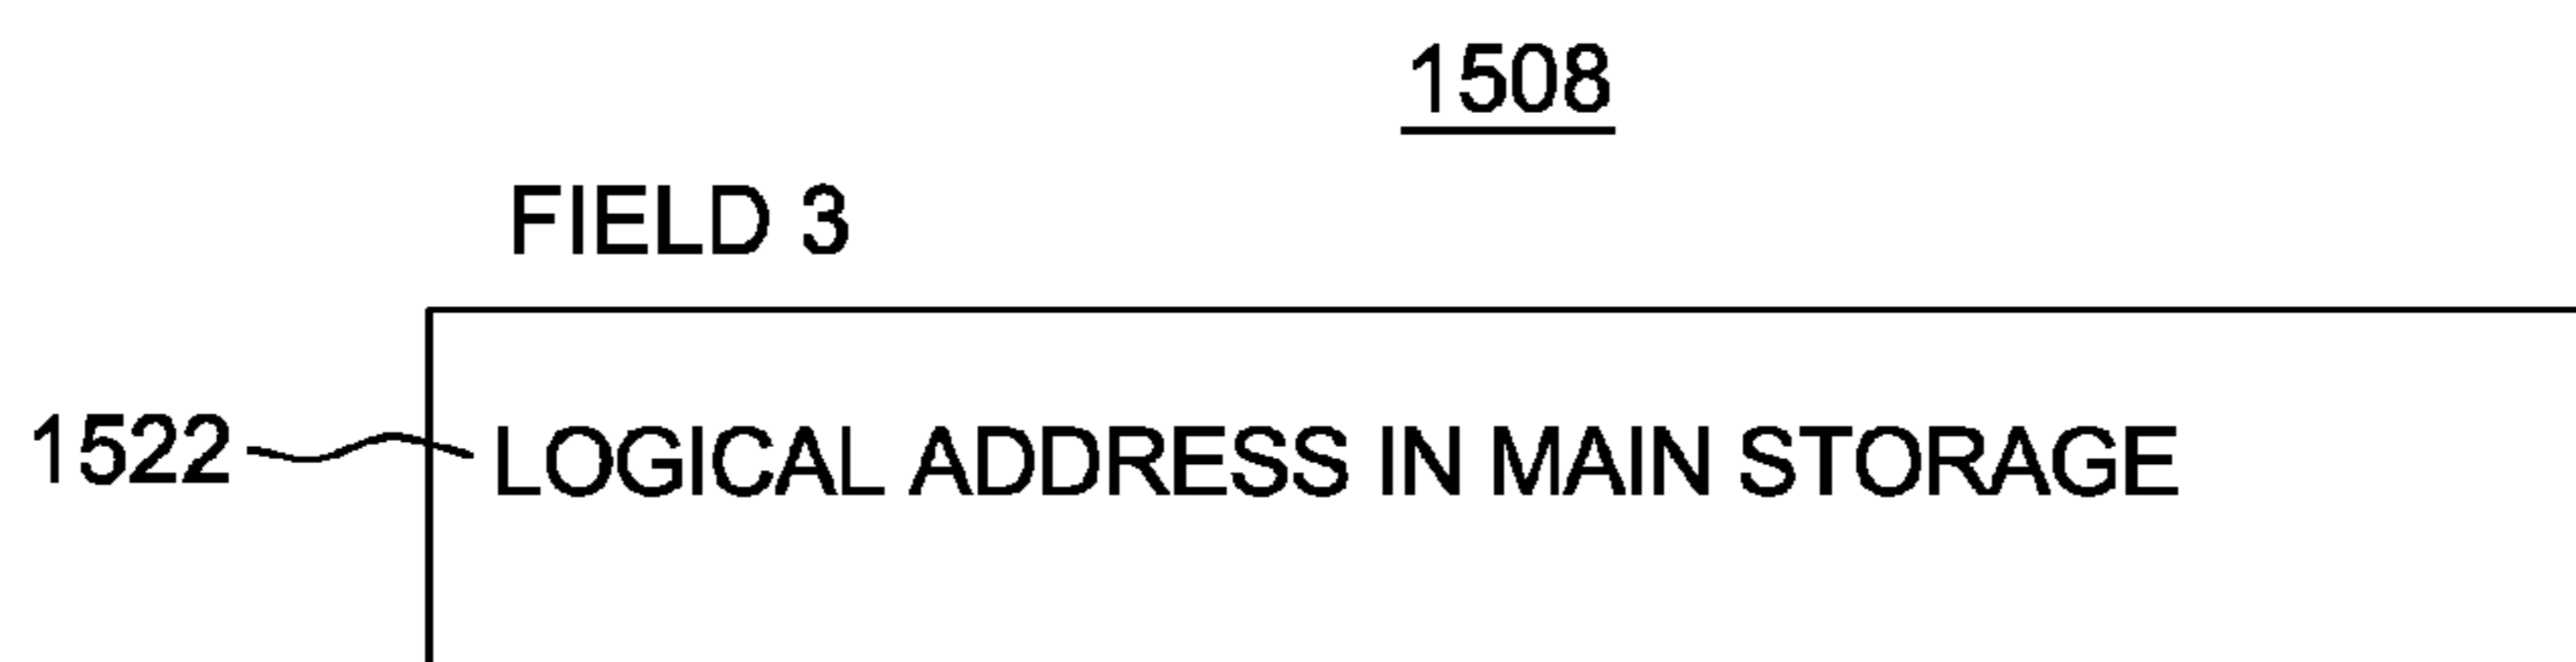 1508
FIELD 3
1522 LOGICAL ADDRESS IN MAIN STORAGE